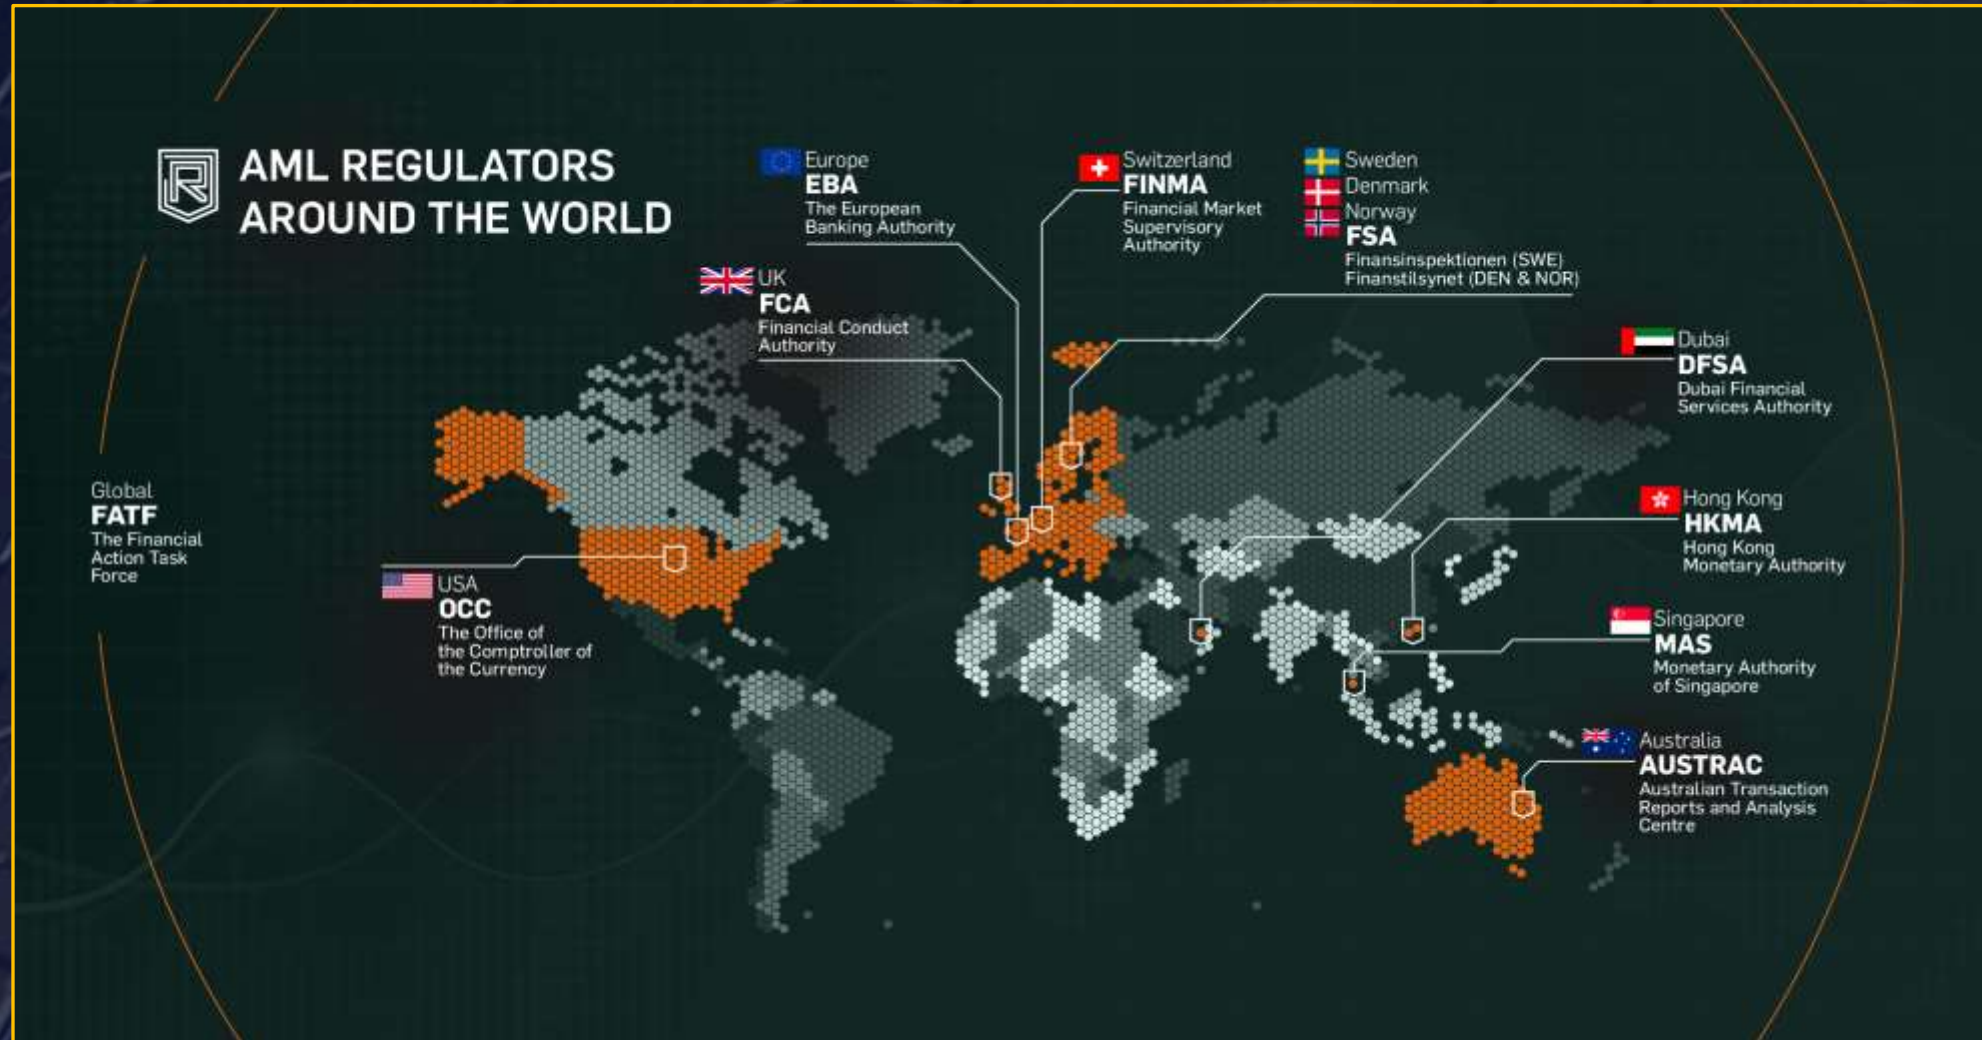 AML REGULATORS
AROUND THE WORLD
Europe
EBA
The European
Banking Authority
Switzerland
FINMA
Financial Market
Supervisory
Authority
Sweden
Denmark
Norway
FSA
Finansinspektionen (SWE)
Finanstilsynet (DEN & NOR)
UK
FCA
Financial Conduct
Authority
Dubai
DFSA
Dubai Financial
Services Authority
Global
FATF
The Financial
Action Task
Force
Hong Kong
HKMA
Hong Kong
Monetary Authority
USA
OCC
The Office of
the Comptroller of
the Currency
Singapore
MAS
Monetary Authority
of Singapore
Australia
AUSTRAC
Australian Transaction
Reports and Analysis
Centre